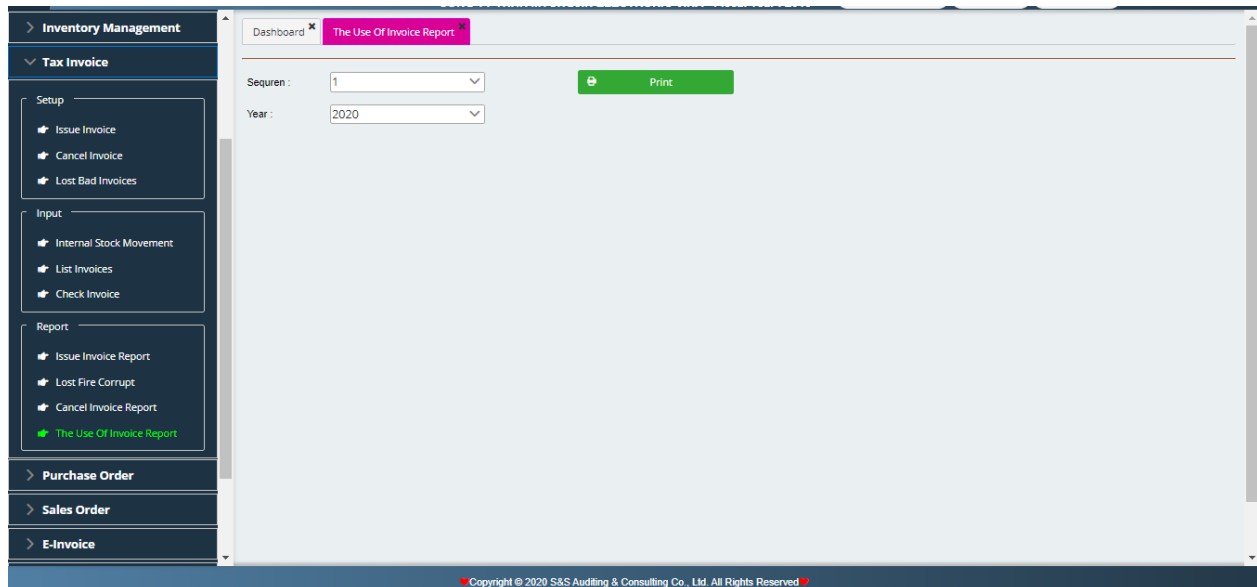 Inventory Management
Tax Invoice
Setup
Issue Invoice
Cancel Invoice
Lost Bad Invoices
Input
Internal Stock Movement
List Invoices
Check Invoice
Report
Issue Invoice Report
Lost Fire Corrupt
Cancel Invoice Report
The Use Of Invoice Report
Purchase Order
Sales Order
E-Invoice
Dashboard
The Use Of Invoice Report
Sequren : 1
Print
Year : 2020
Copyright © 2020 S&S Auditing & Consulting Co., Ltd. All Rights Reserved